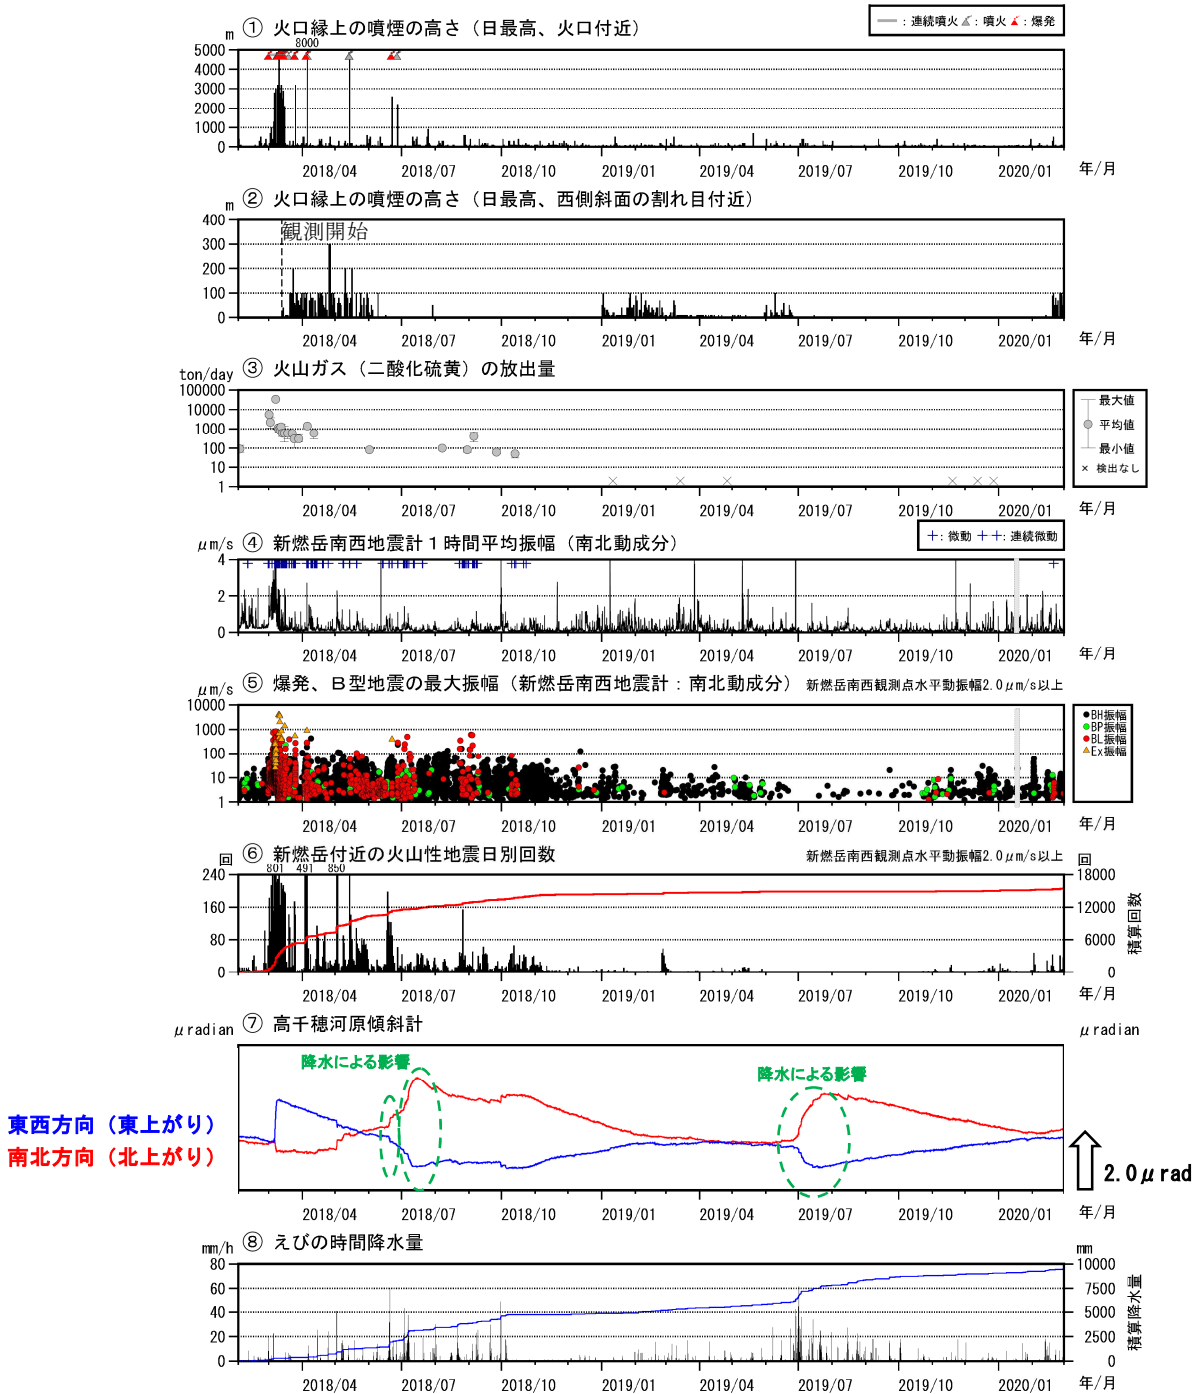 ① 火口縁上の噴煙の高さ（日最高、火口付近）
━━：連続噴火 ：噴火 ：爆発
m
8000
5000
4000
3000
2000
1000
0
2018/04 2018/07 2018/10 2019/01 2019/04 2019/07 2019/10 2020/01 年/月
② 火口縁上の噴煙の高さ（日最高、西側斜面の割れ目付近）
m
400
300
200
100
0
観測開始
2018/04 2018/07 2018/10 2019/01 2019/04 2019/07 2019/10 2020/01 年/月
③ 火山ガス（二酸化硫黄）の放出量
ton/day
100000
10000
1000
100
10
1
最大値
平均値
最小値
× 検出なし
2018/04 2018/07 2018/10 2019/01 2019/04 2019/07 2019/10 2020/01 年/月
④ 新燃岳南西地震計１時間平均振幅（南北動成分）
＋：微動 ＋＋：連続微動
μm/s
4
2
0
2018/04 2018/07 2018/10 2019/01 2019/04 2019/07 2019/10 2020/01 年/月
⑤ 爆発、Ｂ型地震の最大振幅（新燃岳南西地震計：南北動成分） 新燃岳南西観測点水平動振幅2.0μm/s以上
μm/s
10000
1000
100
10
1
BH振幅
BP振幅
BL振幅
Ex振幅
2018/04 2018/07 2018/10 2019/01 2019/04 2019/07 2019/10 2020/01 年/月
⑥ 新燃岳付近の火山性地震日別回数 新燃岳南西観測点水平動振幅2.0μm/s以上
回 回
801 491 850
240 18000
160 12000
80 6000
0 0
積算回数
2018/04 2018/07 2018/10 2019/01 2019/04 2019/07 2019/10 2020/01 年/月
⑦ 高千穂河原傾斜計
μradian μradian
降水による影響
降水による影響
東西方向（東上がり）
南北方向（北上がり）
2.0μrad
2018/04 2018/07 2018/10 2019/01 2019/04 2019/07 2019/10 2020/01 年/月
⑧ えびの時間降水量
mm/h mm
80 10000
60 7500
40 5000
20 2500
0 0
積算降水量
2018/04 2018/07 2018/10 2019/01 2019/04 2019/07 2019/10 2020/01 年/月